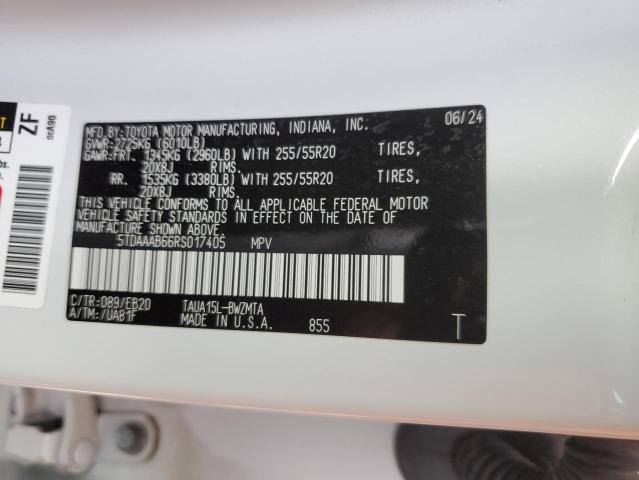 MFD.BY:TOYOTA MOTOR MANUFACTURING, INDIANA, INC. 06/24
GVWR:2725KG (6010LB)
GAWR:FRT. 1345KG (2960LB) WITH 255/55R20 TIRES,
20X8J RIMS.
RR. 1535KG (3380LB) WITH 255/55R20 TIRES,
20X8J RIMS.
THIS VEHICLE CONFORMS TO ALL APPLICABLE FEDERAL MOTOR
VEHICLE SAFETY STANDARDS IN EFFECT ON THE DATE OF
MANUFACTURE SHOWN ABOVE.
5TDAAAB66RS017405 MPV
C/TR:089/EB20 TAUA15L-BWZMTA
A/TM:/UA81F MADE IN U.S.A. 855 T
ZF
06A90